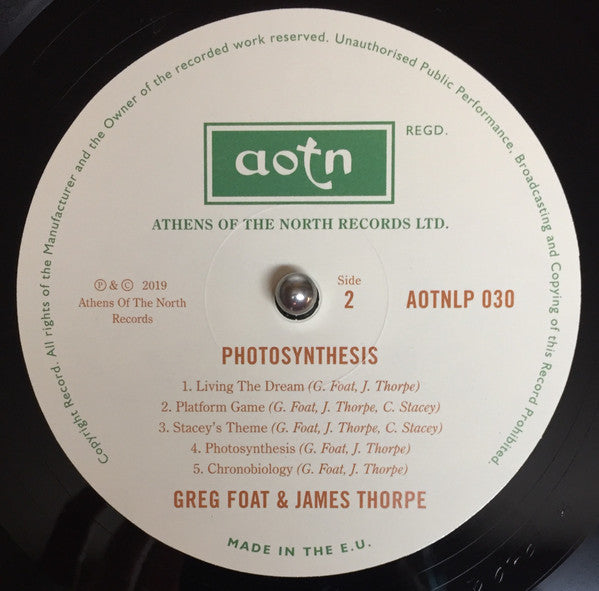 Copyright Record. All rights of the Manufacturer and the Owner of the recorded work reserved. Unauthorised Public Performance, Broadcasting and Copying of this Record Prohibited.
aotn
REGD.
ATHENS OF THE NORTH RECORDS LTD.
Ⓟ & © 2019
Athens Of The North
Records
Side
2
AOTNLP 030
PHOTOSYNTHESIS
1. Living The Dream (G. Foat, J. Thorpe)
2. Platform Game (G. Foat, J. Thorpe, C. Stacey)
3. Stacey's Theme (G. Foat, J. Thorpe, C. Stacey)
4. Photosynthesis (G. Foat, J. Thorpe)
5. Chronobiology (G. Foat, J. Thorpe)
GREG FOAT & JAMES THORPE
MADE IN THE E.U.